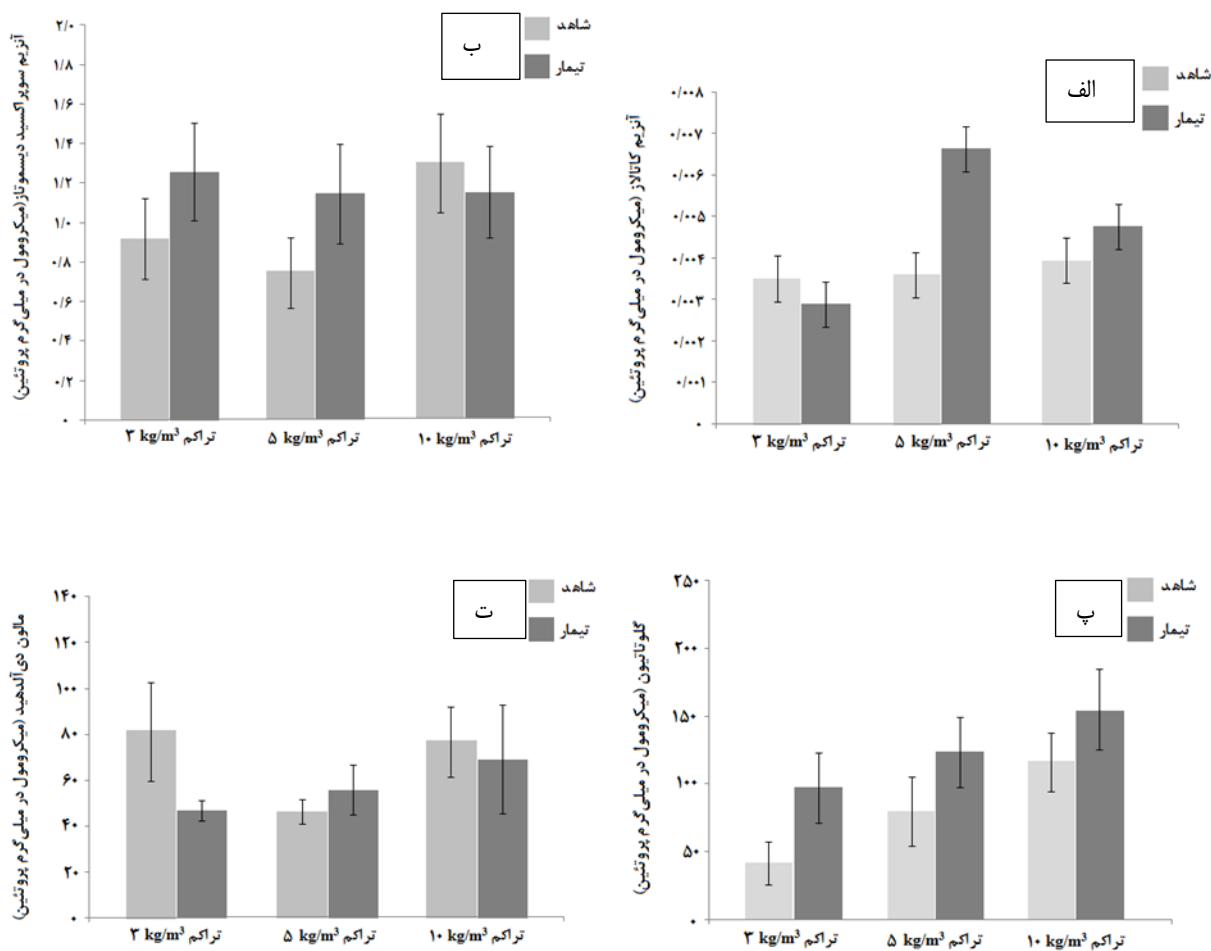 الف
شاهد
تیمار
آنزیم کاتالاز (میکرومول در میلی‌گرم پروتئین)
۰/۰۰۸
۰/۰۰۷
۰/۰۰۶
۰/۰۰۵
۰/۰۰۴
۰/۰۰۳
۰/۰۰۲
۰/۰۰۱
۰
تراکم ۳ kg/m³
تراکم ۵ kg/m³
تراکم ۱۰ kg/m³
ب
شاهد
تیمار
آنزیم سوپراکسید دیسموتاز(میکرومول در میلی‌گرم پروتئین)
۲/۰
۱/۸
۱/۶
۱/۴
۱/۲
۱/۰
۰/۸
۰/۶
۰/۴
۰/۲
۰
تراکم ۳ kg/m³
تراکم ۵ kg/m³
تراکم ۱۰ kg/m³
پ
شاهد
تیمار
گلوتاتیون (میکرومول در میلی‌گرم پروتئین)
۲۵۰
۲۰۰
۱۵۰
۱۰۰
۵۰
۰
تراکم ۳ kg/m³
تراکم ۵ kg/m³
تراکم ۱۰ kg/m³
ت
شاهد
تیمار
مالون دی‌آلدهید (میکرومول در میلی‌گرم پروتئین)
۱۴۰
۱۲۰
۱۰۰
۸۰
۶۰
۴۰
۲۰
۰
تراکم ۳ kg/m³
تراکم ۵ kg/m³
تراکم ۱۰ kg/m³